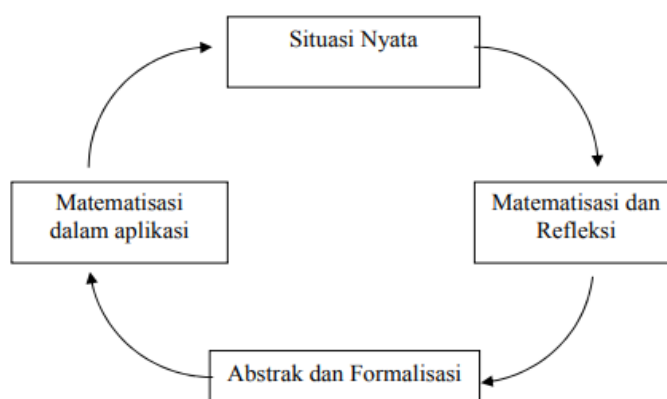 Situasi Nyata
Matematisasi dan
Refleksi
Abstrak dan Formalisasi
Matematisasi
dalam aplikasi